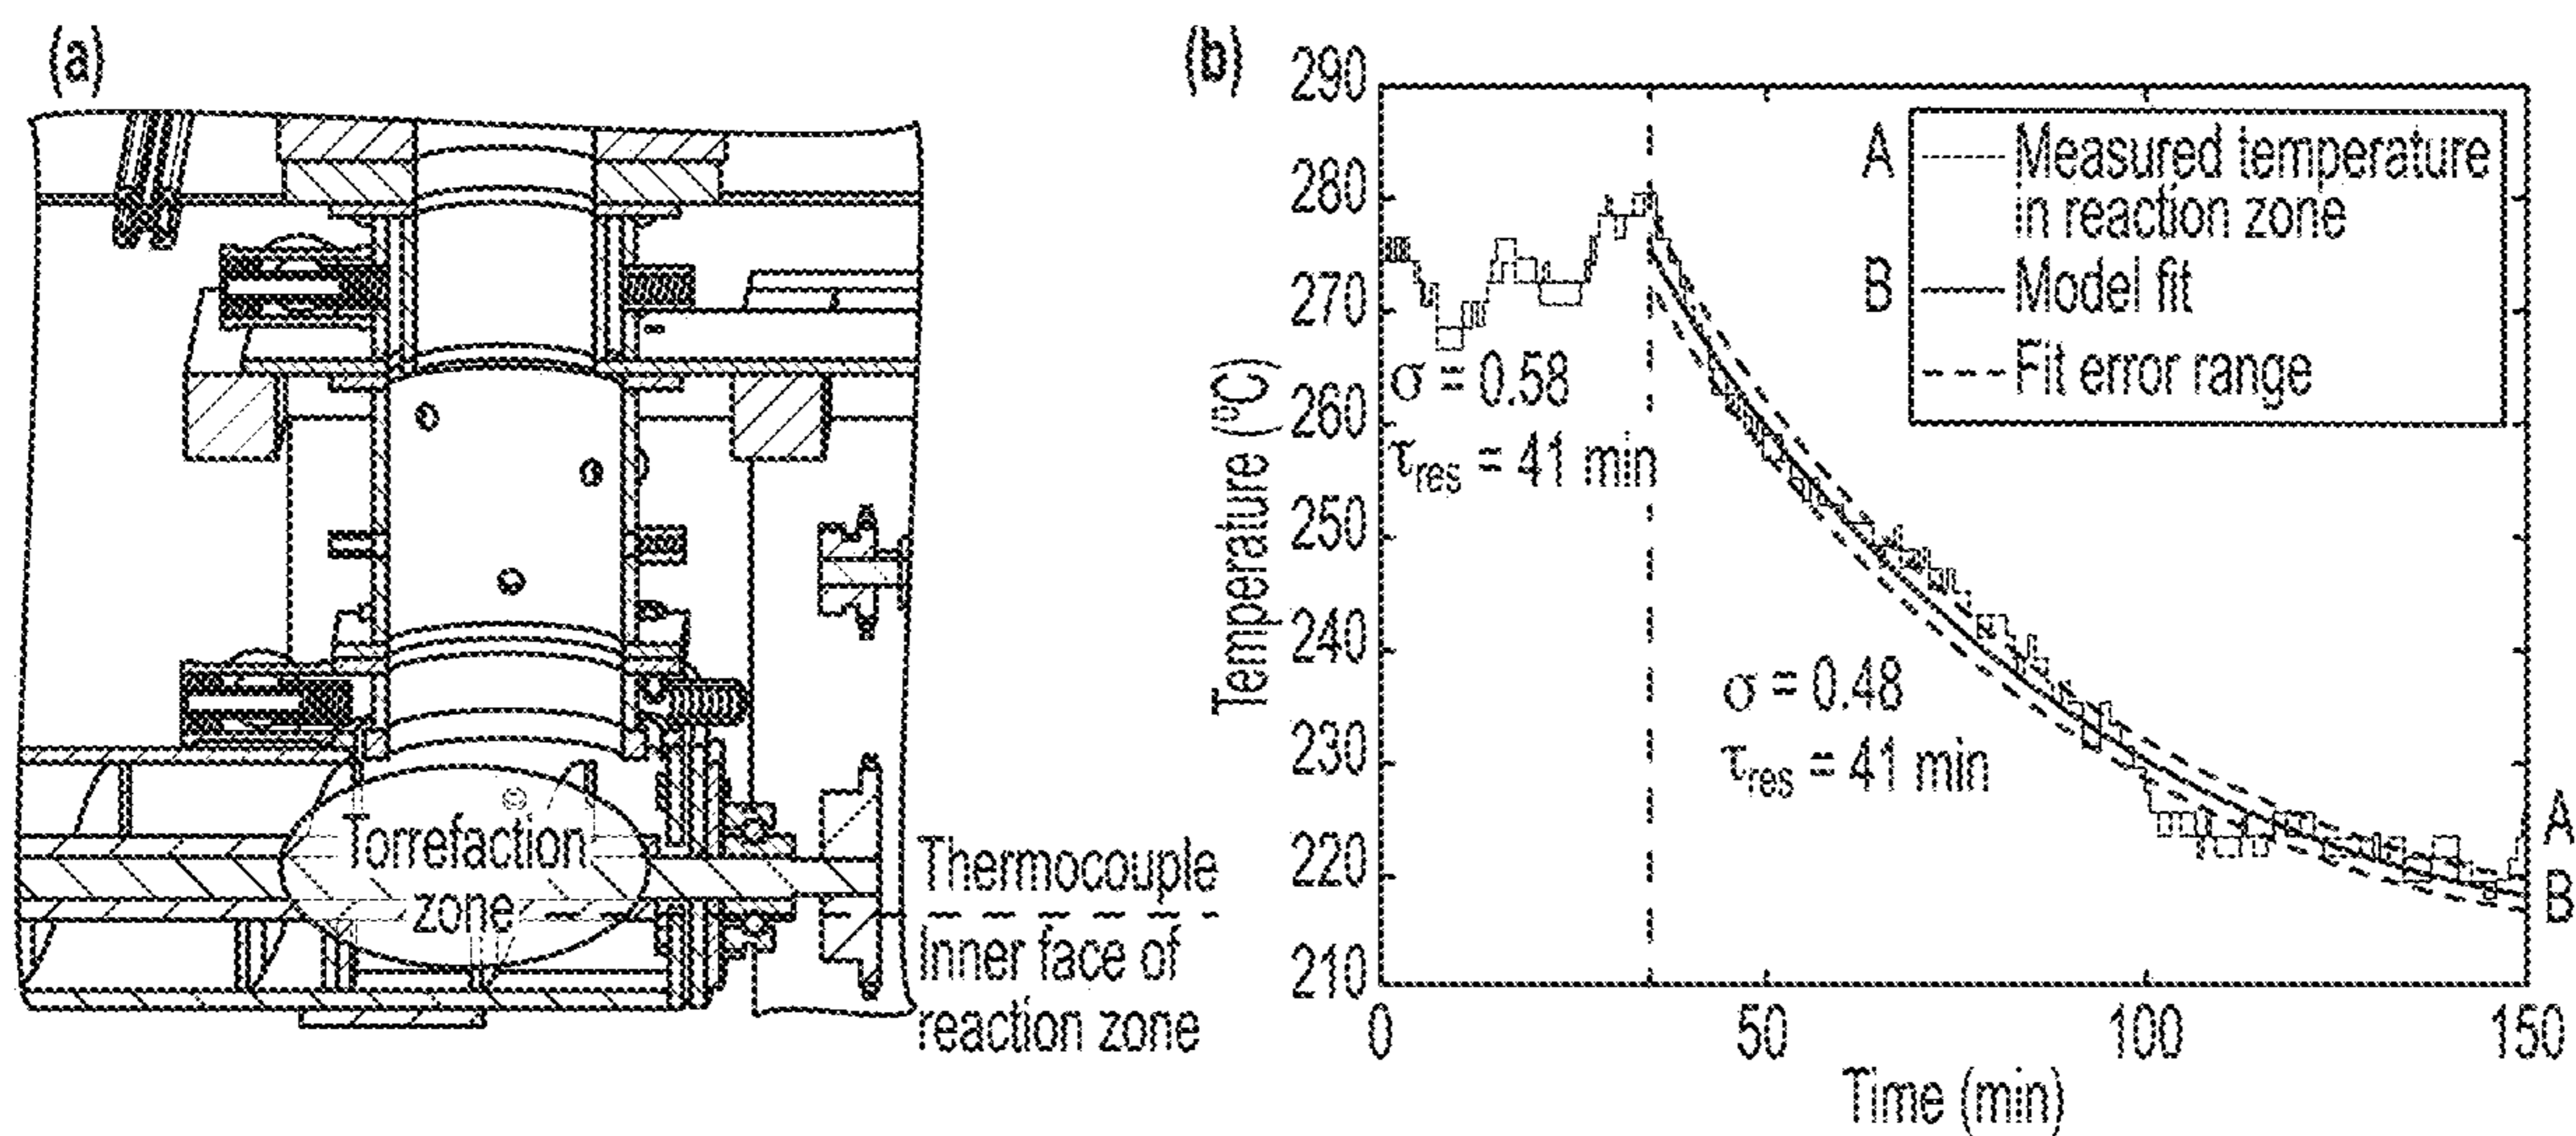 (a)
Torrefaction
zone
Thermocouple
Inner face of
reaction zone
(b)
290
280
270
260
250
240
230
220
210
Temperature (°C)
0
50
100
150
Time (min)
σ = 0.58
τres = 41 min
σ = 0.48
τres = 41 min
A
Measured temperature
in reaction zone
B
Model fit
Fit error range
A
B